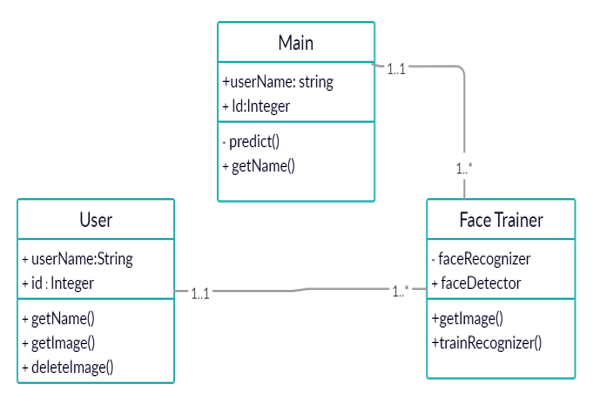 Main
+userName: string
+ Id:Integer
- predict()
+ getName()
1..1
1..*
User
+ userName:String
+ id : Integer
+ getName()
+ getImage()
+ deleteImage()
1..1
1..*
Face Trainer
- faceRecognizer
+ faceDetector
+getImage()
+trainRecognizer()